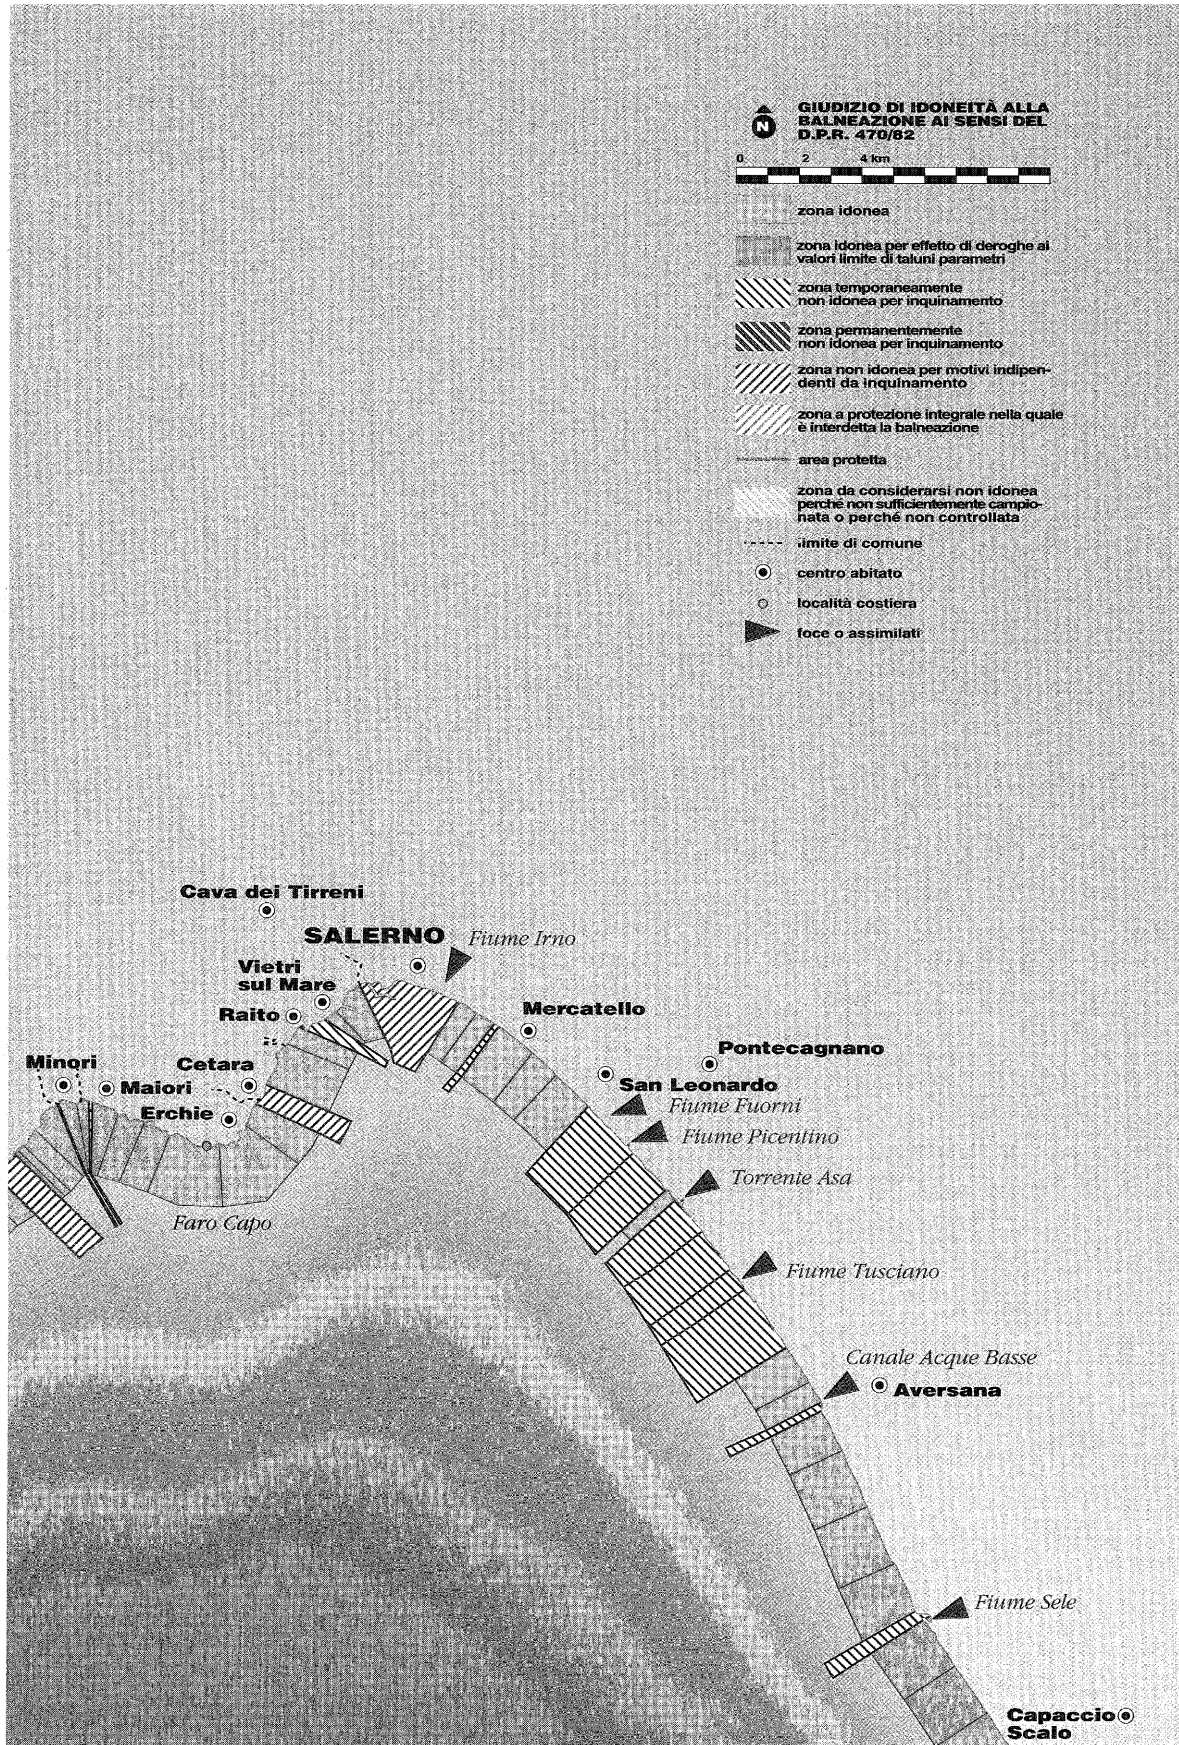 GIUDIZIO DI IDONEITÀ ALLA
BALNEAZIONE AI SENSI DEL
D.P.R. 470/82
N
0 2 4 km
zona idonea
zona idonea per effetto di deroghe ai
valori limite di taluni parametri
zona temporaneamente
non idonea per inquinamento
zona permanentemente
non idonea per inquinamento
zona non idonea per motivi indipen-
denti da inquinamento
zona a protezione integrale nella quale
è interdetta la balneazione
area protetta
zona da considerarsi non idonea
perché non sufficientemente campio-
nata o perché non controllata
limite di comune
centro abitato
località costiera
foce o assimilati
Cava dei Tirreni
SALERNO
Fiume Irno
Vietri
sul Mare
Raito
Mercatello
Minori
Cetara
Pontecagnano
Maiori
San Leonardo
Erchie
Fiume Fuorni
Fiume Picentino
Torrente Asa
Faro Capo
Fiume Tusciano
Canale Acque Basse
Aversana
Fiume Sele
Capaccio
Scalo